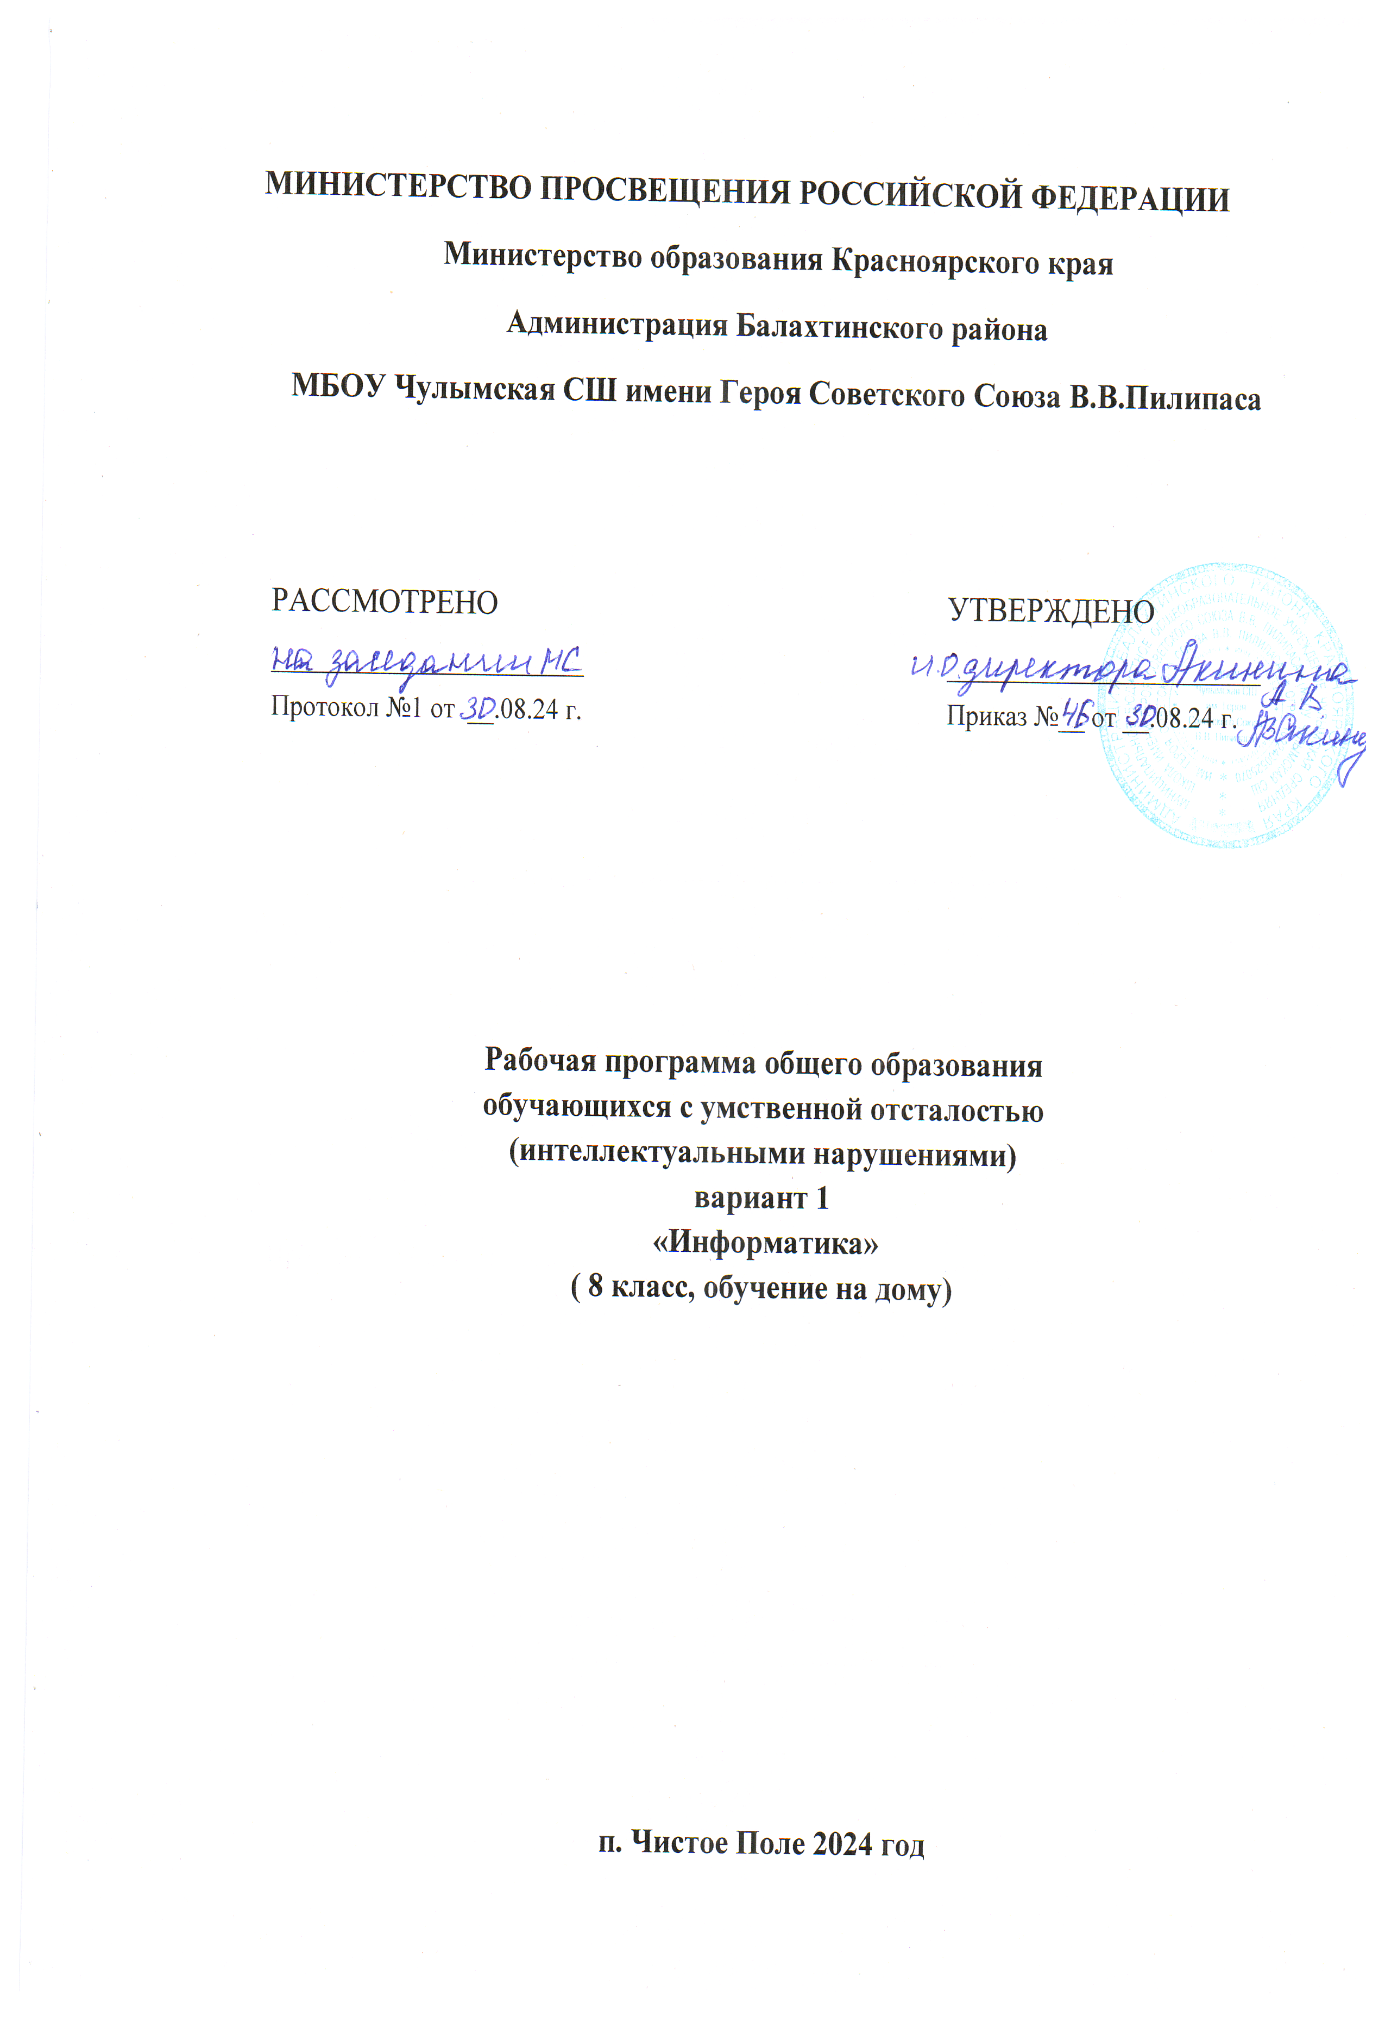 МИНИСТЕРСТВО ПРОСВЕЩЕНИЯ РОССИЙСКОЙ ФЕДЕРАЦИИ
Министерство образования Красноярского края
Администрация Балахтинского района
МБОУ Чулымская СШ имени Героя Советского Союза В.В.Пилипаса
РАССМОТРЕНО
на заседании МС
Протокол №1 от 30.08.24 г.
УТВЕРЖДЕНО
и.о. директора Акинина
А.В.
Приказ №46 от 30.08.24 г.
Рабочая программа общего образования
обучающихся с умственной отсталостью
(интеллектуальными нарушениями)
вариант 1
«Информатика»
( 8 класс, обучение на дому)
п. Чистое Поле 2024 год